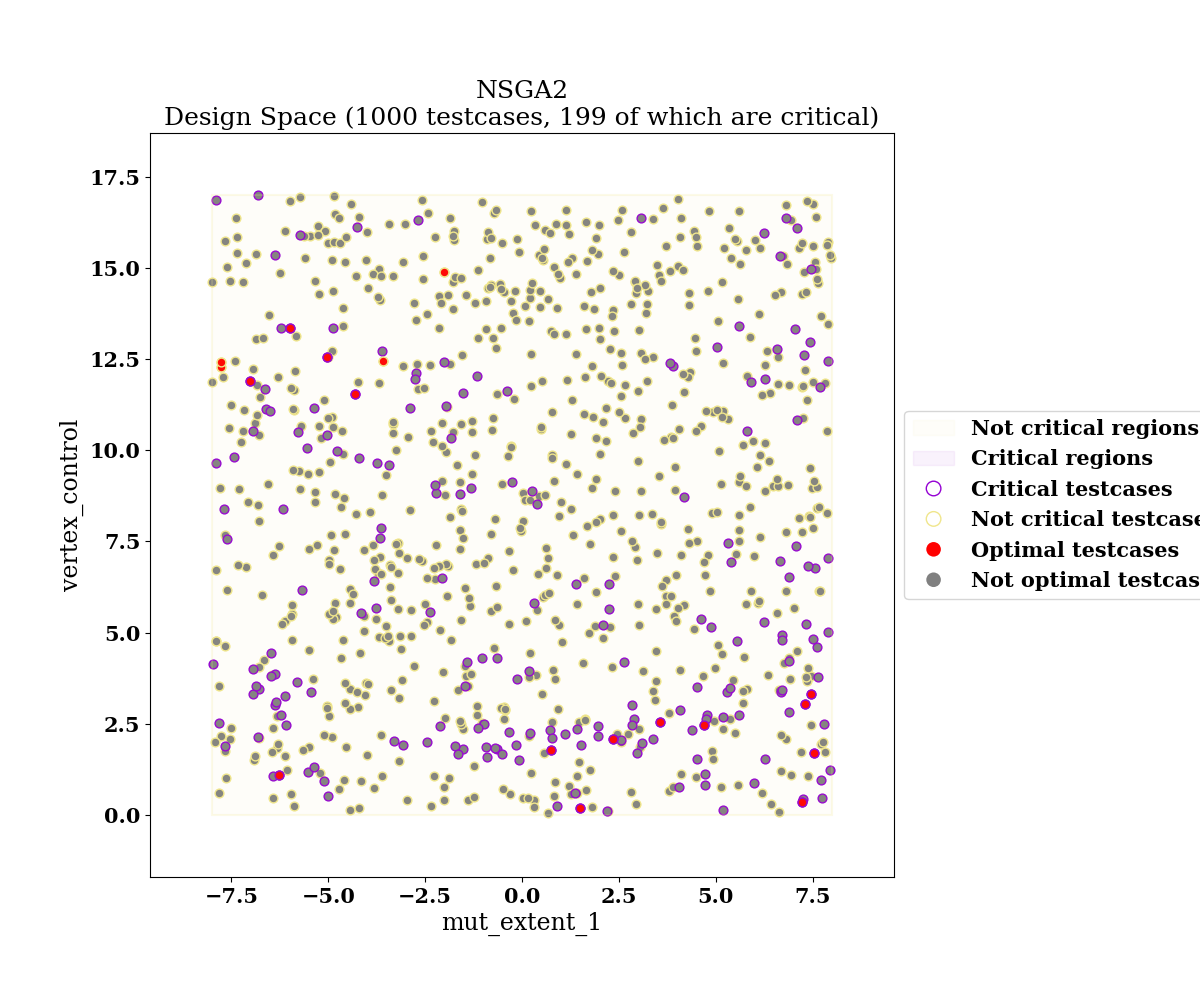 NSGA2
Design Space (1000 testcases, 199 of which are critical)
17.5
15.0
12.5
10.0
7.5
5.0
2.5
0.0
vertex_control
−7.5 −5.0 −2.5 0.0 2.5 5.0 7.5
mut_extent_1
Not critical regions
Critical regions
Critical testcases
Not critical testcase
Optimal testcases
Not optimal testcas